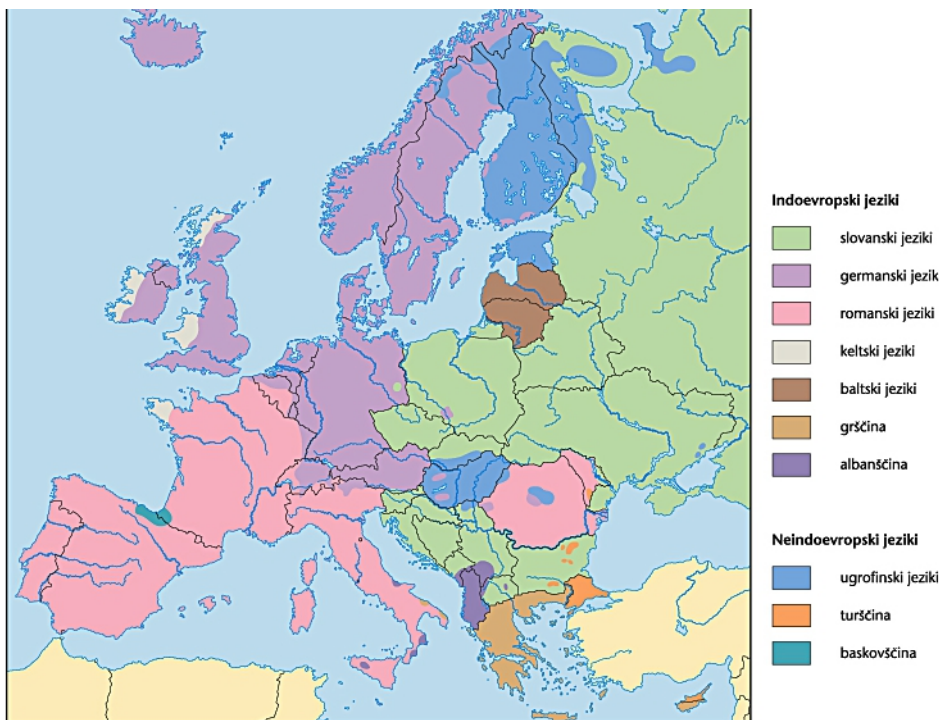 Indoevropski jeziki
slovanski jeziki
germanski jezik
romanski jeziki
keltski jeziki
baltski jeziki
grščina
albanščina
Neindoevropski jeziki
ugrofinski jeziki
turščina
baskovščina